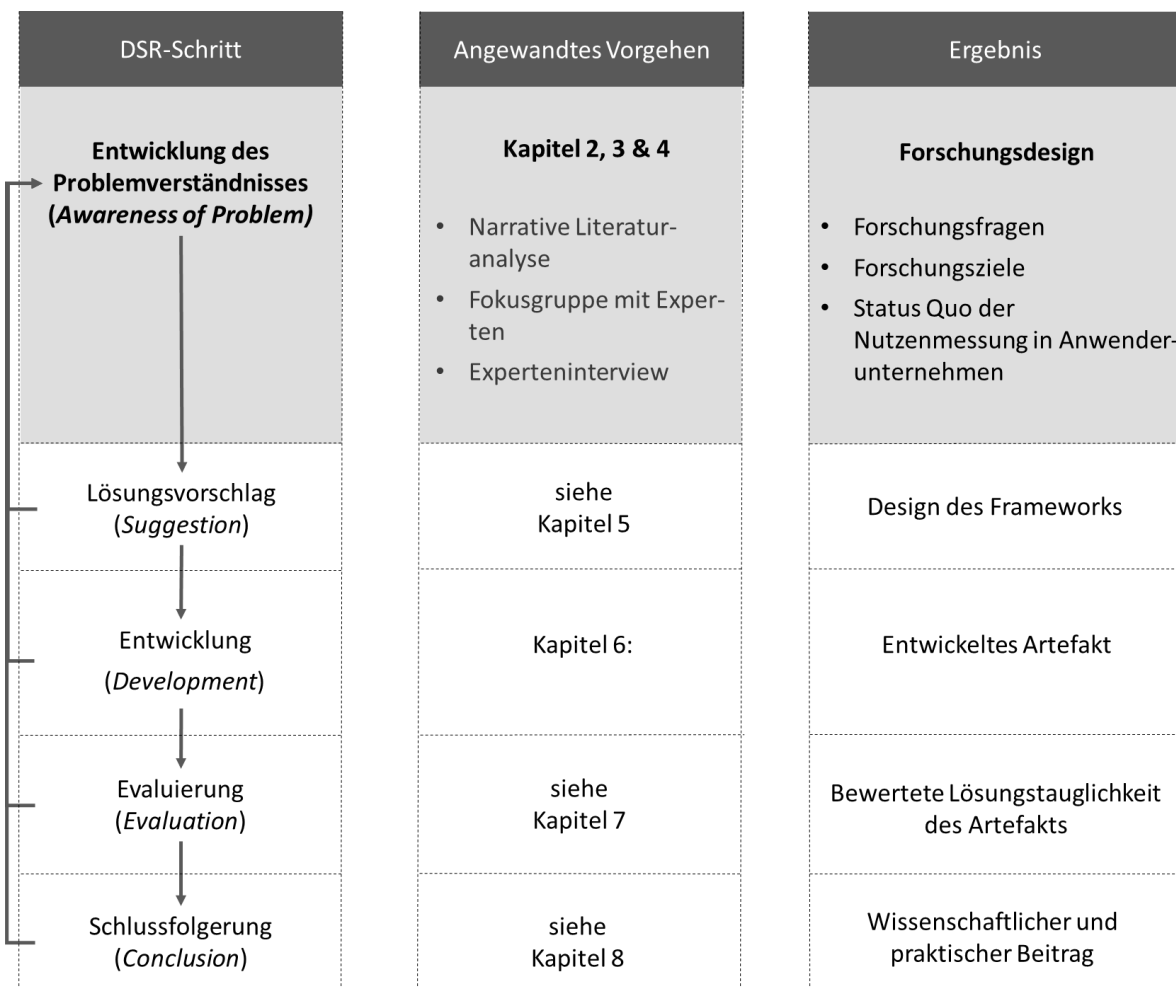 DSR-Schritt
Angewandtes Vorgehen
Ergebnis
Entwicklung des
Problemverständnisses
(Awareness of Problem)
Kapitel 2, 3 & 4
• Narrative Literatur-
analyse
• Fokusgruppe mit Exper-
ten
• Experteninterview
Forschungsdesign
• Forschungsfragen
• Forschungsziele
• Status Quo der
Nutzenmessung in Anwender-
unternehmen
Lösungsvorschlag
(Suggestion)
siehe
Kapitel 5
Design des Frameworks
Entwicklung
(Development)
Kapitel 6:
Entwickeltes Artefakt
Evaluierung
(Evaluation)
siehe
Kapitel 7
Bewertete Lösungstauglichkeit
des Artefakts
Schlussfolgerung
(Conclusion)
siehe
Kapitel 8
Wissenschaftlicher und
praktischer Beitrag